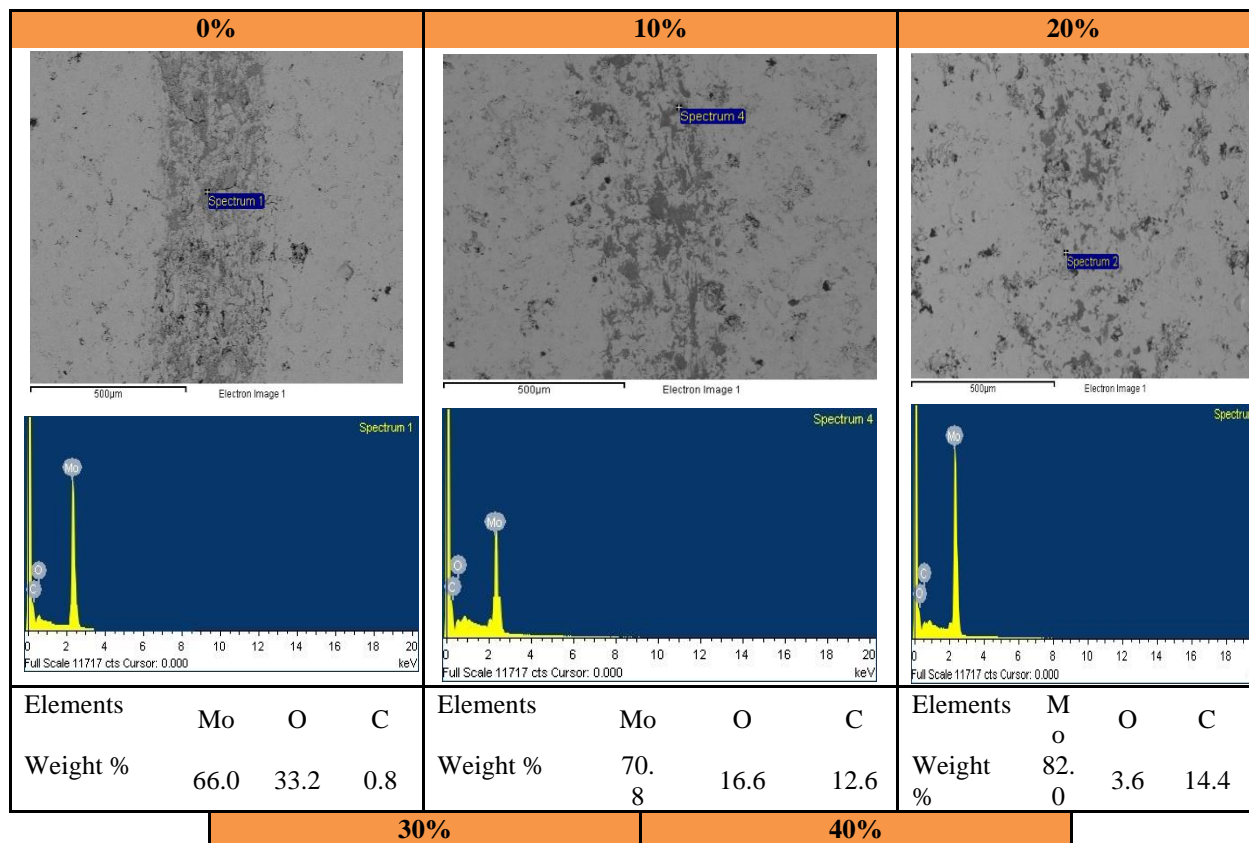 0% 10% 20%
Spectrum 1
500µm Electron Image 1
Spectrum 1
Mo
O
C
0 2 4 6 8 10 12 14 16 18 20
Full Scale 11717 cts Cursor: 0.000 keV
Elements Mo O C
Weight % 66.0 33.2 0.8
Spectrum 4
500µm Electron Image 1
Spectrum 4
Mo
O
C
0 2 4 6 8 10 12 14 16 18 20
Full Scale 11717 cts Cursor: 0.000 keV
Elements Mo O C
Weight % 70.
8 16.6 12.6
Spectrum 2
500µm Electron Image 1
Spectru
Mo
C
O
0 2 4 6 8 10 12 14 16 18
Full Scale 11717 cts Cursor: 0.000
Elements M
o O C
Weight
% 82.
0 3.6 14.4
30% 40%